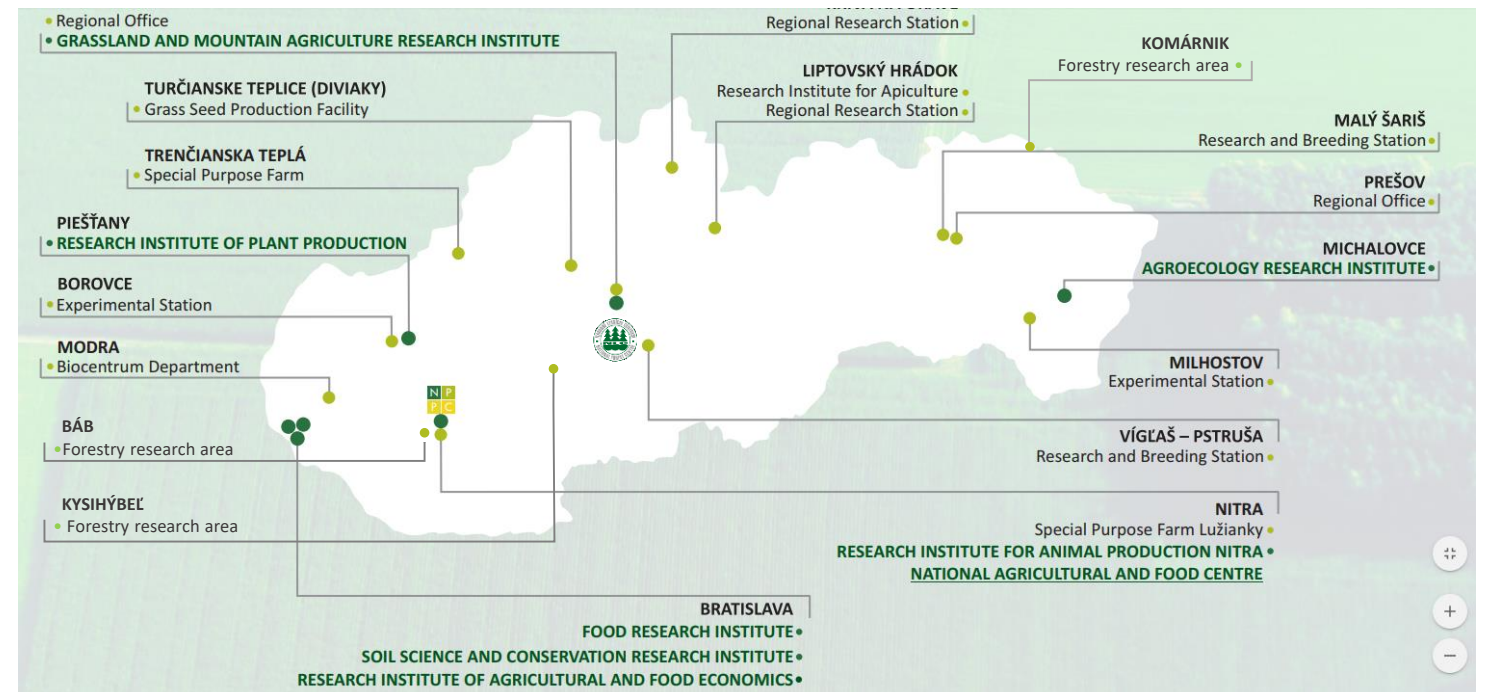 Regional Office
GRASSLAND AND MOUNTAIN AGRICULTURE RESEARCH INSTITUTE
Regional Research Station
TURČIANSKE TEPLICE (DIVIAKY)
Grass Seed Production Facility
LIPTOVSKÝ HRÁDOK
Research Institute for Apiculture
Regional Research Station
KOMÁRNIK
Forestry research area
MALÝ ŠARIŠ
Research and Breeding Station
TRENČIANSKA TEPLÁ
Special Purpose Farm
PREŠOV
Regional Office
PIEŠŤANY
RESEARCH INSTITUTE OF PLANT PRODUCTION
MICHALOVCE
AGROECOLOGY RESEARCH INSTITUTE
BOROVCE
Experimental Station
MODRA
Biocentrum Department
MILHOSTOV
Experimental Station
N P
P C
BÁB
Forestry research area
VÍGĽAŠ – PSTRUŠA
Research and Breeding Station
KYSIHÝBEĽ
Forestry research area
NITRA
Special Purpose Farm Lužianky
RESEARCH INSTITUTE FOR ANIMAL PRODUCTION NITRA
NATIONAL AGRICULTURAL AND FOOD CENTRE
BRATISLAVA
FOOD RESEARCH INSTITUTE
SOIL SCIENCE AND CONSERVATION RESEARCH INSTITUTE
RESEARCH INSTITUTE OF AGRICULTURAL AND FOOD ECONOMICS